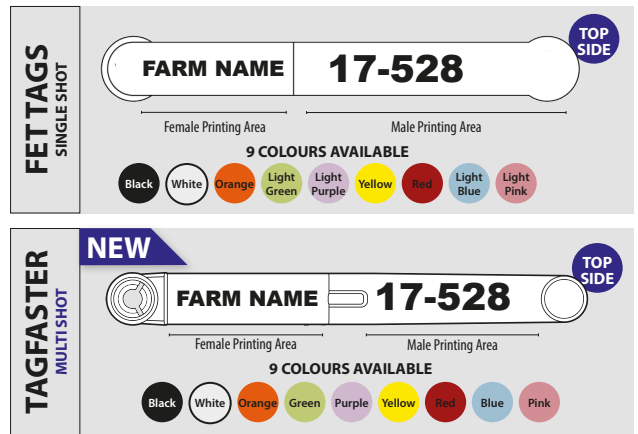 FET TAGS
SINGLE SHOT
TOP
SIDE
FARM NAME 17-528
Female Printing Area Male Printing Area
9 COLOURS AVAILABLE
Black White Orange Light Green Light Purple Yellow Red Light Blue Light Pink
TAGFASTER
MULTI SHOT
NEW
TOP
SIDE
FARM NAME 17-528
Female Printing Area Male Printing Area
9 COLOURS AVAILABLE
Black White Orange Green Purple Yellow Red Blue Pink